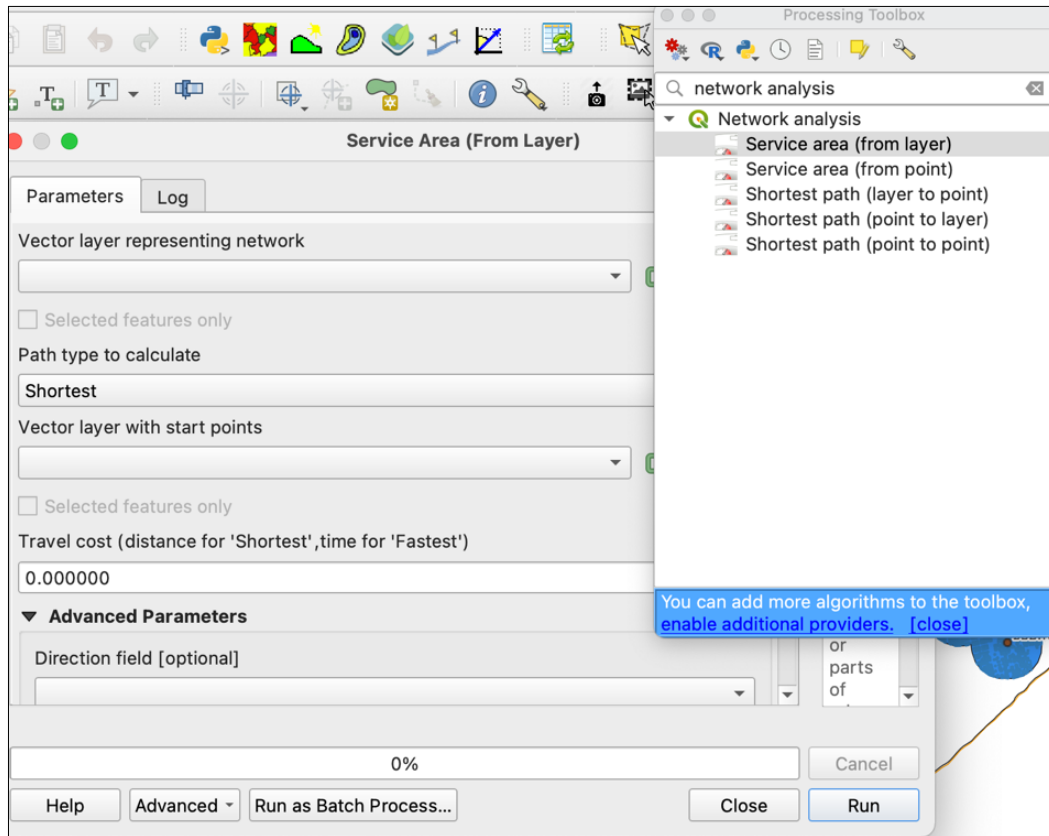 Processing Toolbox
network analysis
Network analysis
Service area (from layer)
Service area (from point)
Shortest path (layer to point)
Shortest path (point to layer)
Shortest path (point to point)
You can add more algorithms to the toolbox,
enable additional providers. [close]
Service Area (From Layer)
Parameters
Log
Vector layer representing network
Selected features only
Path type to calculate
Shortest
Vector layer with start points
Selected features only
Travel cost (distance for 'Shortest',time for 'Fastest')
0.000000
Advanced Parameters
Direction field [optional]
or
parts
of
0%
Cancel
Help
Advanced
Run as Batch Process...
Close
Run